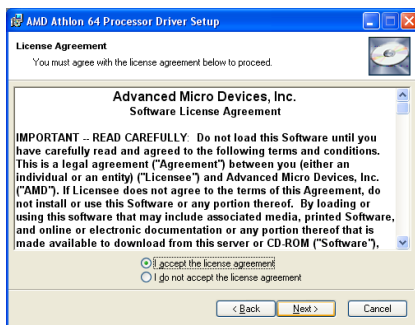 AMD Athlon 64 Processor Driver Setup
License Agreement
You must agree with the license agreement below to proceed.
Advanced Micro Devices, Inc.
Software License Agreement
IMPORTANT -- READ CAREFULLY: Do not load this Software until you
have carefully read and agreed to the following terms and conditions.
This is a legal agreement ("Agreement") between you (either an
individual or an entity) ("Licensee") and Advanced Micro Devices, Inc.
("AMD"). If Licensee does not agree to the terms of this Agreement, do
not install or use this Software or any portion thereof. By loading or
using this software that may include associated media, printed Software,
and online or electronic documentation or any portion thereof that is
made available to download from this server or CD-ROM ("Software"),
I accept the license agreement
I do not accept the license agreement
< Back
Next >
Cancel